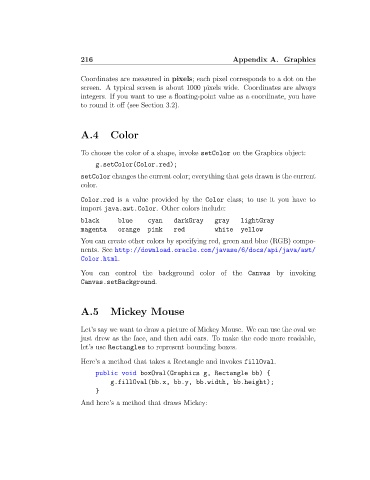 216 Appendix A. Graphics
Coordinates are measured in pixels; each pixel corresponds to a dot on the
screen. A typical screen is about 1000 pixels wide. Coordinates are always
integers. If you want to use a floating-point value as a coordinate, you have
to round it off (see Section 3.2).
A.4 Color
To choose the color of a shape, invoke setColor on the Graphics object:
g.setColor(Color.red);
setColor changes the current color; everything that gets drawn is the current
color.
Color.red is a value provided by the Color class; to use it you have to
import java.awt.Color. Other colors include:
black blue cyan darkGray gray lightGray
magenta orange pink red white yellow
You can create other colors by specifying red, green and blue (RGB) compo-
nents. See http://download.oracle.com/javase/6/docs/api/java/awt/
Color.html.
You can control the background color of the Canvas by invoking
Canvas.setBackground.
A.5 Mickey Mouse
Let's say we want to draw a picture of Mickey Mouse. We can use the oval we
just drew as the face, and then add ears. To make the code more readable,
let's use Rectangles to represent bounding boxes.
Here's a method that takes a Rectangle and invokes fillOval.
public void boxOval(Graphics g, Rectangle bb) {
g.fillOval(bb.x, bb.y, bb.width, bb.height);
}
And here's a method that draws Mickey: